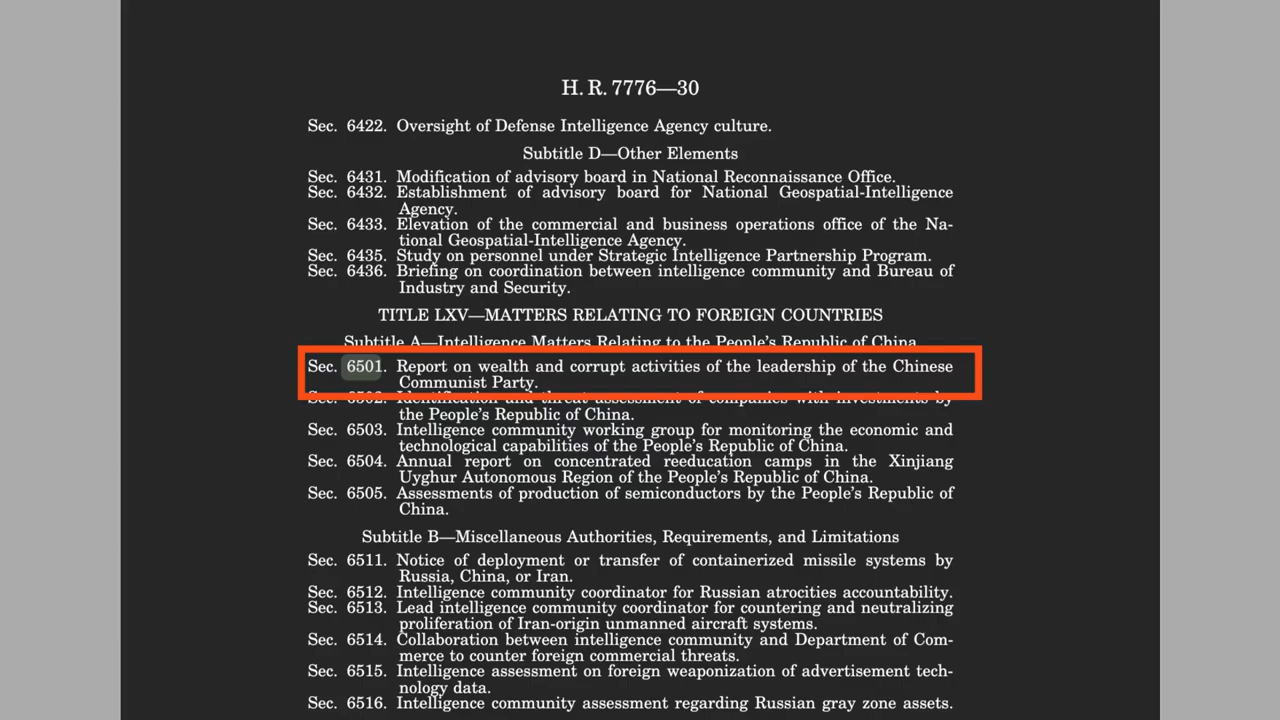 H. R. 7776—30
Sec. 6422. Oversight of Defense Intelligence Agency culture.
Subtitle D—Other Elements
Sec. 6431. Modification of advisory board in National Reconnaissance Office.
Sec. 6432. Establishment of advisory board for National Geospatial-Intelligence
Agency.
Sec. 6433. Elevation of the commercial and business operations office of the Na-
tional Geospatial-Intelligence Agency.
Sec. 6435. Study on personnel under Strategic Intelligence Partnership Program.
Sec. 6436. Briefing on coordination between intelligence community and Bureau of
Industry and Security.
TITLE LXV—MATTERS RELATING TO FOREIGN COUNTRIES
Subtitle A—Intelligence Matters Relating to the People's Republic of China
Sec. 6501. Report on wealth and corrupt activities of the leadership of the Chinese
Communist Party.
Sec. 6502. Identification and threat assessment of companies with investments by
the People's Republic of China.
Sec. 6503. Intelligence community working group for monitoring the economic and
technological capabilities of the People's Republic of China.
Sec. 6504. Annual report on concentrated reeducation camps in the Xinjiang
Uyghur Autonomous Region of the People's Republic of China.
Sec. 6505. Assessments of production of semiconductors by the People's Republic of
China.
Subtitle B—Miscellaneous Authorities, Requirements, and Limitations
Sec. 6511. Notice of deployment or transfer of containerized missile systems by
Russia, China, or Iran.
Sec. 6512. Intelligence community coordinator for Russian atrocities accountability.
Sec. 6513. Lead intelligence community coordinator for countering and neutralizing
proliferation of Iran-origin unmanned aircraft systems.
Sec. 6514. Collaboration between intelligence community and Department of Com-
merce to counter foreign commercial threats.
Sec. 6515. Intelligence assessment on foreign weaponization of advertisement tech-
nology data.
Sec. 6516. Intelligence community assessment regarding Russian gray zone assets.